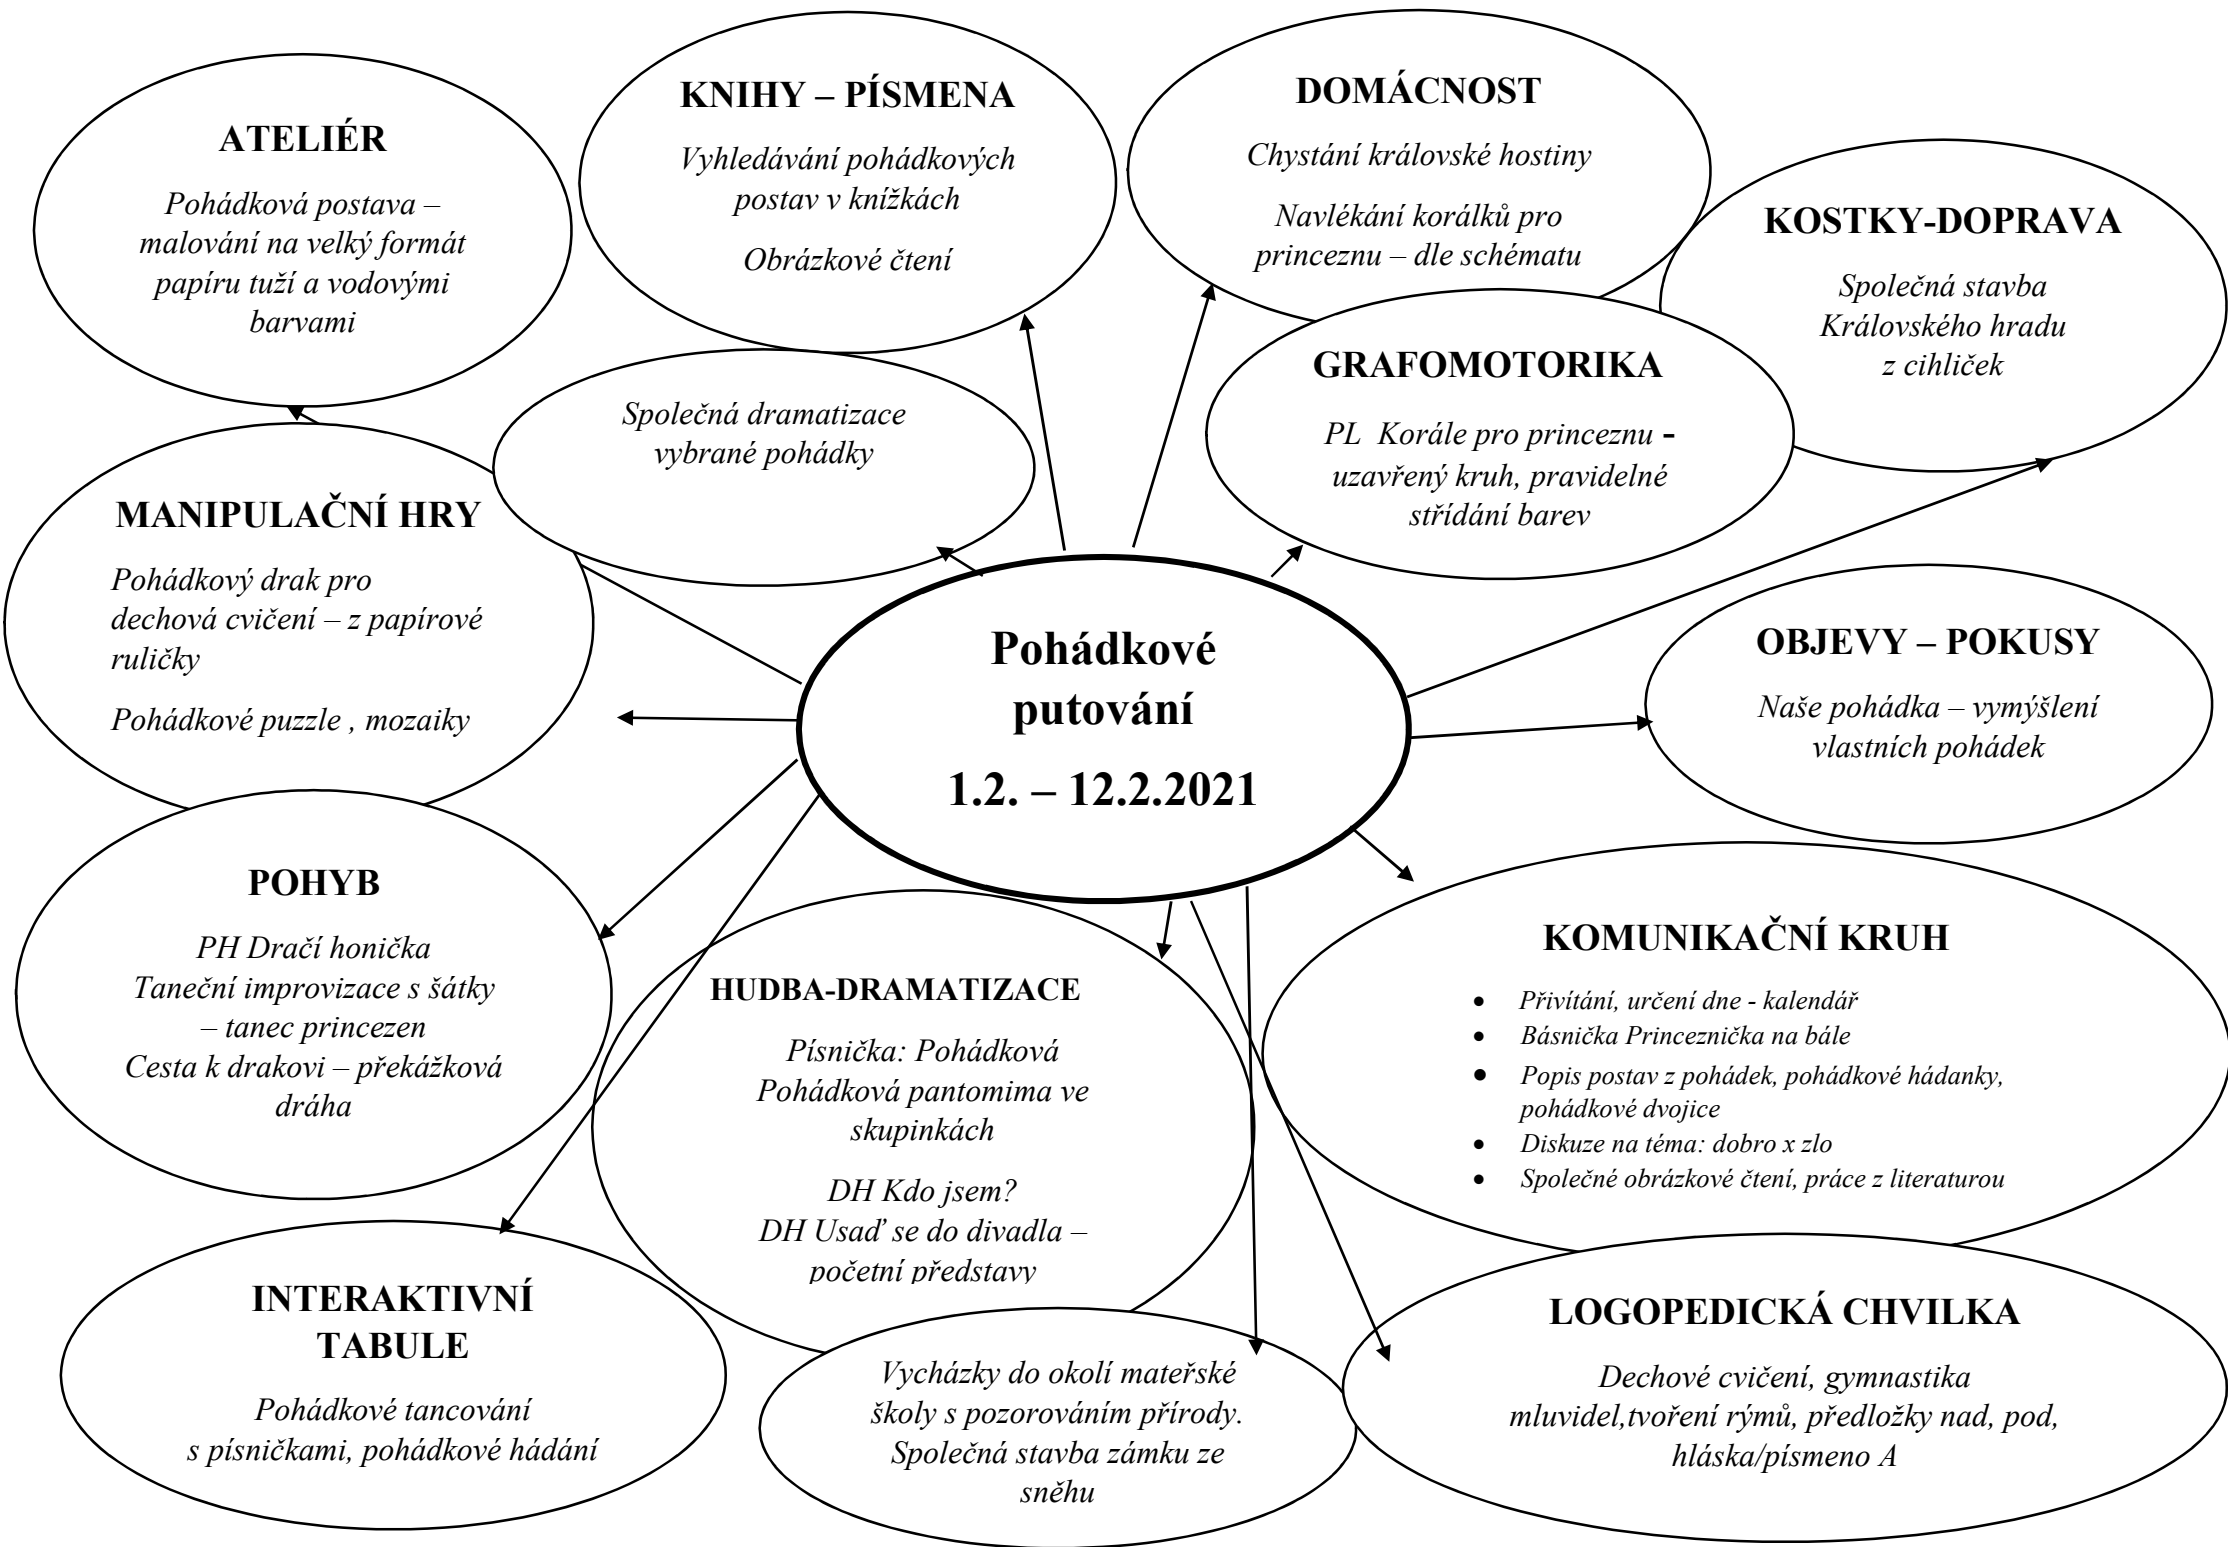 ATELIÉR
Pohádková postava –
malování na velký formát
papíru tuží a vodovými
barvami
KNIHY – PÍSMENA
Vyhledávání pohádkových
postav v knížkách
Obrázkové čtení
DOMÁCNOST
Chystání královské hostiny
Navlékání korálků pro
princeznu – dle schématu
KOSTKY-DOPRAVA
Společná stavba
Královského hradu
z cihliček
Společná dramatizace
vybrané pohádky
GRAFOMOTORIKA
PL  Korále pro princeznu -
uzavřený kruh, pravidelné
střídání barev
MANIPULAČNÍ HRY
Pohádkový drak pro
dechová cvičení – z papírové
ruličky
Pohádkové puzzle , mozaiky
Pohádkové
putování
1.2. – 12.2.2021
OBJEVY – POKUSY
Naše pohádka – vymýšlení
vlastních pohádek
POHYB
PH Dračí honička
Taneční improvizace s šátky
– tanec princezen
Cesta k drakovi – překážková
dráha
HUDBA-DRAMATIZACE
Písnička: Pohádková
Pohádková pantomima ve
skupinkách
DH Kdo jsem?
DH Usaď se do divadla –
početní představy
KOMUNIKAČNÍ KRUH
• Přivítání, určení dne - kalendář
• Básnička Princeznička na bále
• Popis postav z pohádek, pohádkové hádanky,
pohádkové dvojice
• Diskuze na téma: dobro x zlo
• Společné obrázkové čtení, práce z literaturou
INTERAKTIVNÍ
TABULE
Pohádkové tancování
s písničkami, pohádkové hádání
Vycházky do okolí mateřské
školy s pozorováním přírody.
Společná stavba zámku ze
sněhu
LOGOPEDICKÁ CHVILKA
Dechové cvičení, gymnastika
mluvidel,tvoření rýmů, předložky nad, pod,
hláska/písmeno A